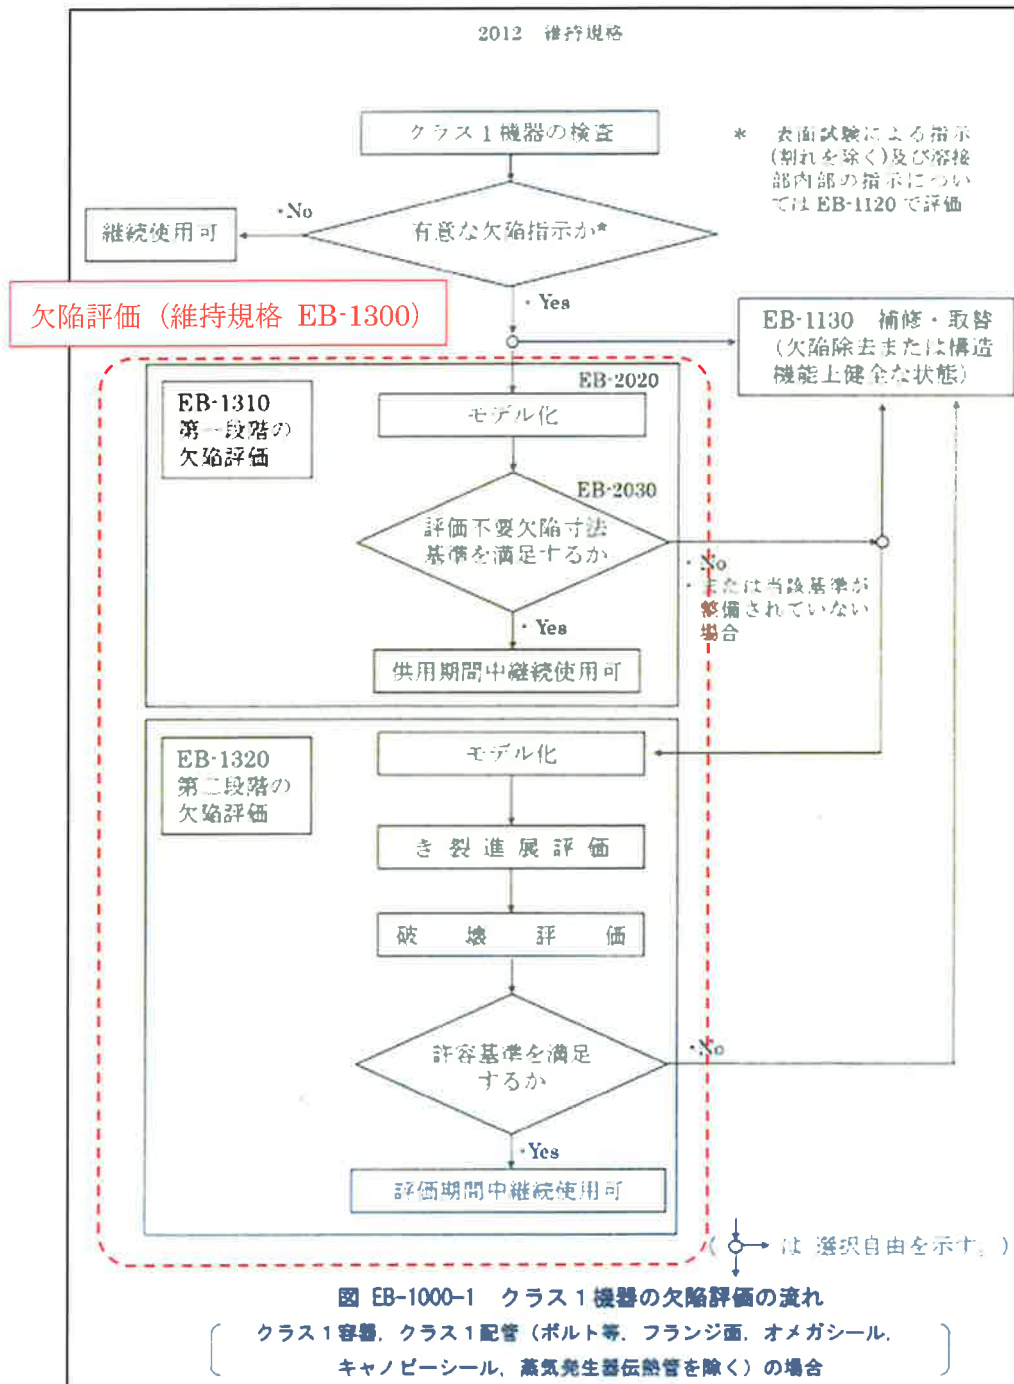 2012 維持規格
クラス1機器の検査
* 表面試験による指示
(割れを除く)及び溶接
部内部の指示につい
ては EB-1120 で評価
・No
継続使用可
有意な欠陥指示か*
・Yes
欠陥評価（維持規格 EB-1300）
EB-1130 補修・取替
（欠陥除去または構造
機能上健全な状態）
EB-1310
第一段階の
欠陥評価
EB-2020
モデル化
EB-2030
評価不要欠陥寸法
基準を満足するか
・No
・または当該基準が
整備されていない
場合
・Yes
供用期間中継続使用可
EB-1320
第二段階の
欠陥評価
モデル化
き裂進展評価
破壊評価
許容基準を満足
するか
・No
・Yes
評価期間中継続使用可
( は 選択自由を示す。)
図 EB-1000-1 クラス1機器の欠陥評価の流れ
クラス1容器，クラス1配管（ボルト等，フランジ面，オメガシール，
キャノピーシール，蒸気発生器伝熱管を除く）の場合